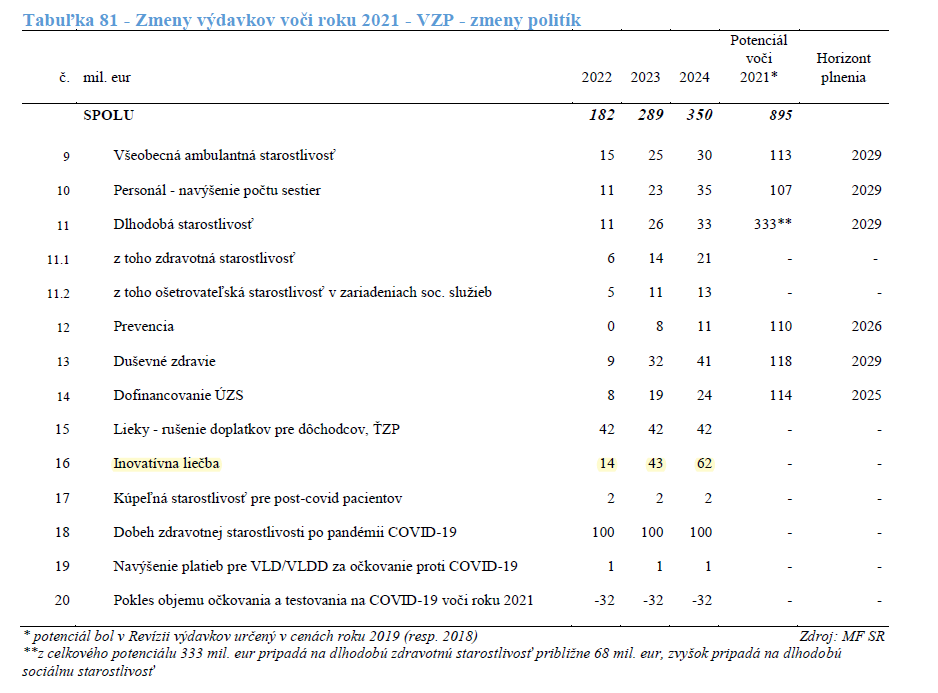 Tabuľka 81 - Zmeny výdavkov voči roku 2021 - VZP - zmeny politík
č. mil. eur 2022 2023 2024 Potenciál voči 2021* Horizont plnenia
SPOLU 182 289 350 895
9 Všeobecná ambulantná starostlivosť 15 25 30 113 2029
10 Personál - navýšenie počtu sestier 11 23 35 107 2029
11 Dlhodobá starostlivosť 11 26 33 333** 2029
11.1 z toho zdravotná starostlivosť 6 14 21 - -
11.2 z toho ošetrovateľská starostlivosť v zariadeniach soc. služieb 5 11 13 - -
12 Prevencia 0 8 11 110 2026
13 Duševné zdravie 9 32 41 118 2029
14 Dofinancovanie ÚZS 8 19 24 114 2025
15 Lieky - rušenie doplatkov pre dôchodcov, ŤZP 42 42 42 - -
16 Inovatívna liečba 14 43 62 - -
17 Kúpeľná starostlivosť pre post-covid pacientov 2 2 2 - -
18 Dobeh zdravotnej starostlivosti po pandémii COVID-19 100 100 100 - -
19 Navýšenie platieb pre VLD/VLDD za očkovanie proti COVID-19 1 1 1 - -
20 Pokles objemu očkovania a testovania na COVID-19 voči roku 2021 -32 -32 -32 - -
* potenciál bol v Revízii výdavkov určený v cenách roku 2019 (resp. 2018) Zdroj: MF SR
**z celkového potenciálu 333 mil. eur pripadá na dlhodobú zdravotnú starostlivosť približne 68 mil. eur, zvyšok pripadá na dlhodobú
sociálnu starostlivosť